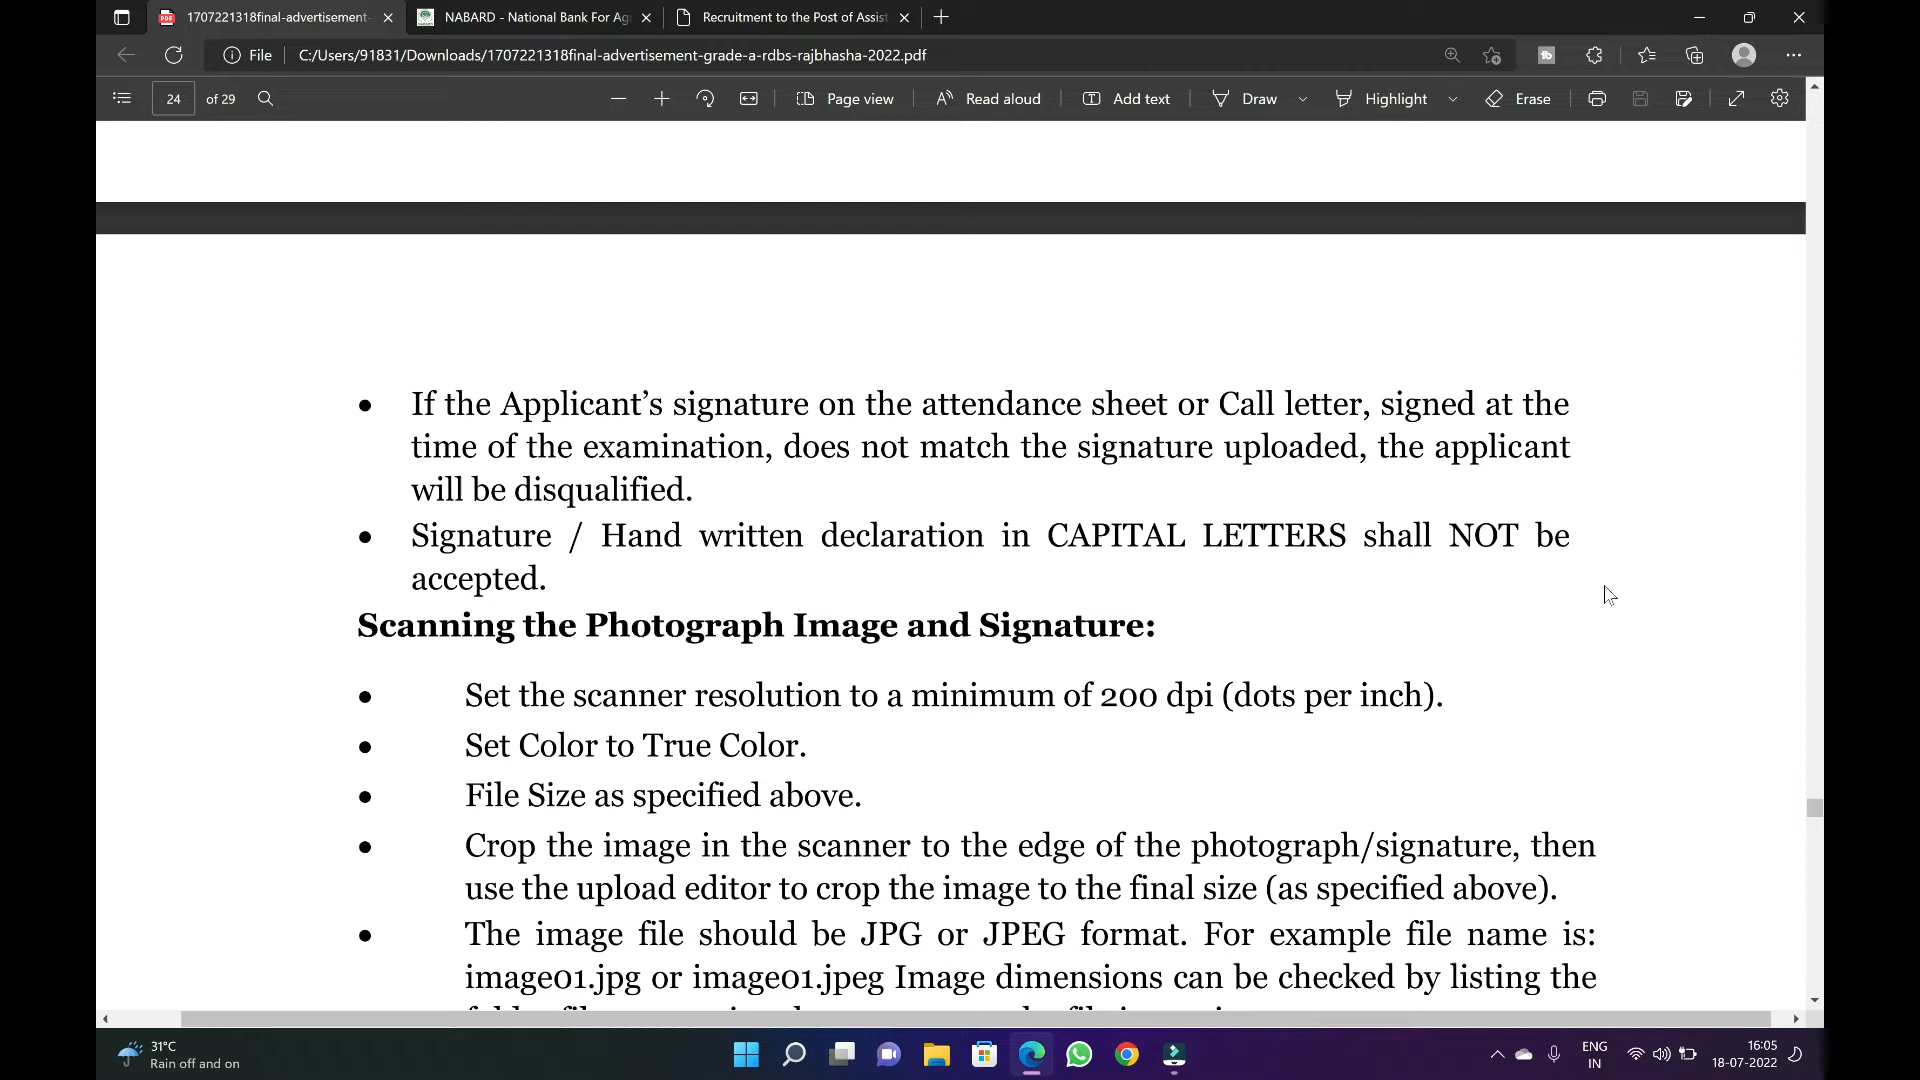 1707221318final-advertisement-
NABARD - National Bank For Ag
Recruitment to the Post of Assist
File
C:/Users/91831/Downloads/1707221318final-advertisement-grade-a-rdbs-rajbhasha-2022.pdf
24 of 29
Page view
Read aloud
Add text
Draw
Highlight
Erase
• If the Applicant’s signature on the attendance sheet or Call letter, signed at the
time of the examination, does not match the signature uploaded, the applicant
will be disqualified.
• Signature / Hand written declaration in CAPITAL LETTERS shall NOT be
accepted.
Scanning the Photograph Image and Signature:
• Set the scanner resolution to a minimum of 200 dpi (dots per inch).
• Set Color to True Color.
• File Size as specified above.
• Crop the image in the scanner to the edge of the photograph/signature, then
use the upload editor to crop the image to the final size (as specified above).
• The image file should be JPG or JPEG format. For example file name is:
image01.jpg or image01.jpeg Image dimensions can be checked by listing the
31°C
Rain off and on
ENG
IN
16:05
18-07-2022